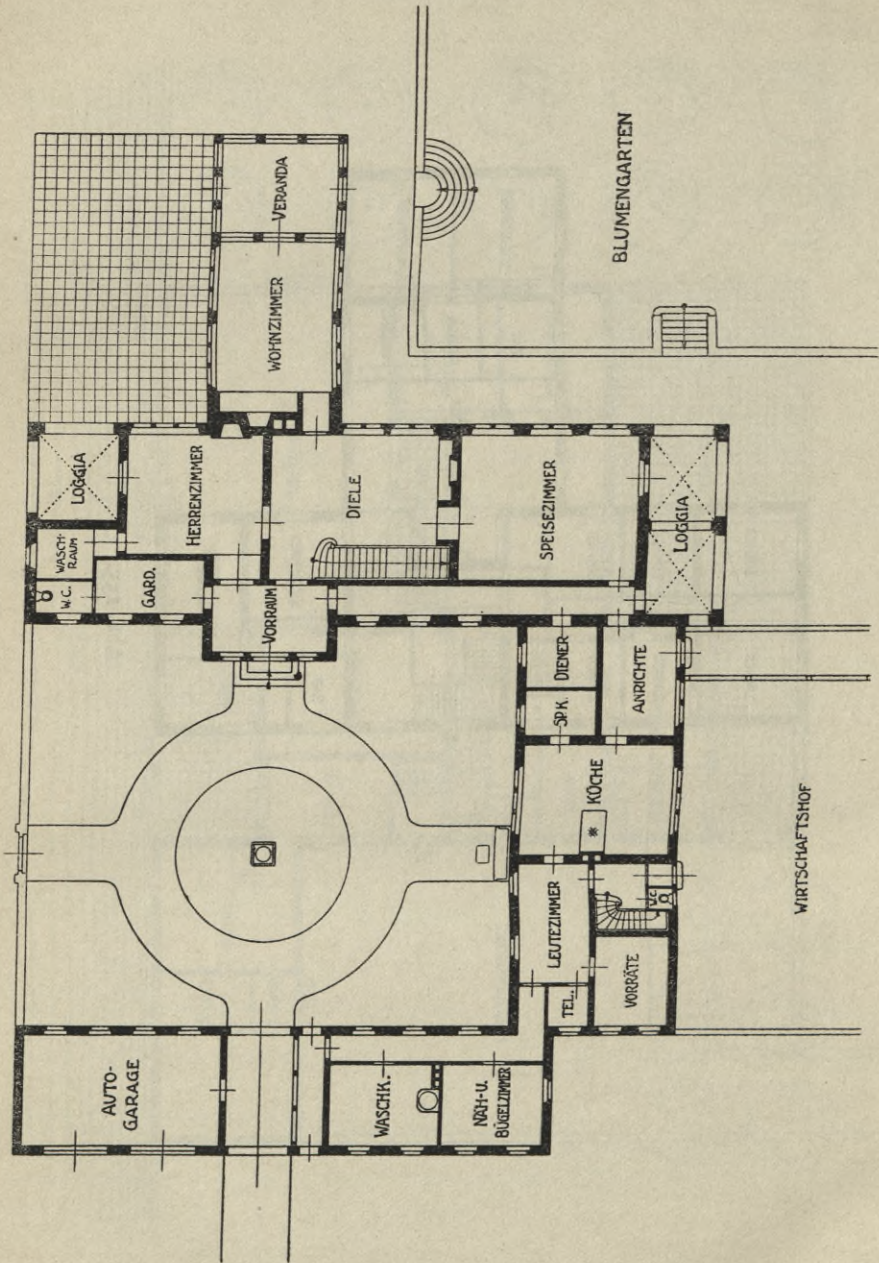 AUTO-
GARAGE
WASCHK.
NÄH-U.
BÜGELZIMMER
TEL.
VORRÄTE
LEUTEZIMMER
W.C.
KÜCHE
SP.K.
DIENER
ANRICHTE
W.C.
WASCH-
RAUM
GARD.
VORRAUM
LOGGIA
HERRENZIMMER
DIELE
SPEISEZIMMER
LOGGIA
WOHNZIMMER
VERANDA
BLUMENGARTEN
WIRTSCHAFTSHOF